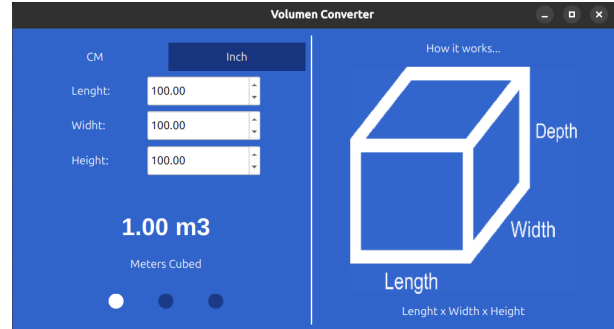 Volumen Converter
CM
Inch
Lenght:
100.00
Widht:
100.00
Height:
100.00
1.00 m3
Meters Cubed
How it works...
Depth
Width
Length
Lenght x Width x Height